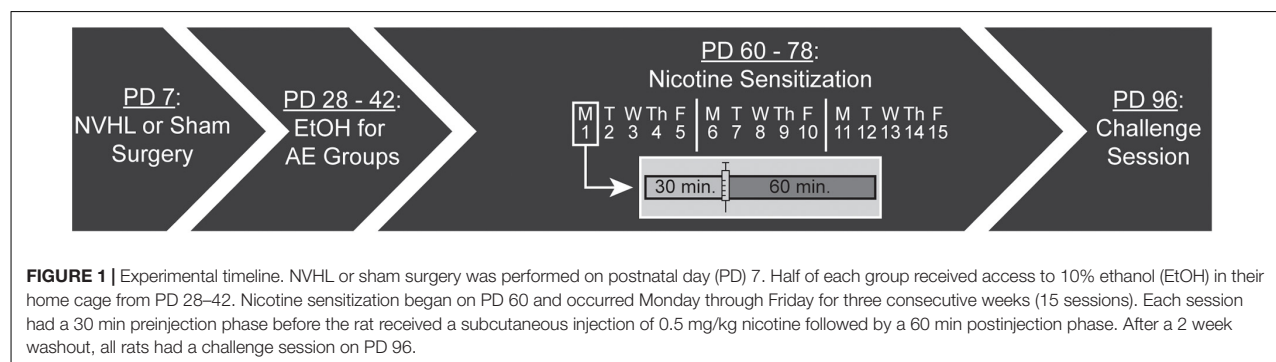 PD 7:
NVHL or Sham
Surgery
PD 28 - 42:
EtOH for
AE Groups
PD 60 - 78:
Nicotine Sensitization
M T W Th F M T W Th F M T W Th F
1 2 3 4 5 6 7 8 9 10 11 12 13 14 15
30 min. 60 min.
PD 96:
Challenge
Session
FIGURE 1 | Experimental timeline. NVHL or sham surgery was performed on postnatal day (PD) 7. Half of each group received access to 10% ethanol (EtOH) in their
home cage from PD 28–42. Nicotine sensitization began on PD 60 and occurred Monday through Friday for three consecutive weeks (15 sessions). Each session
had a 30 min preinjection phase before the rat received a subcutaneous injection of 0.5 mg/kg nicotine followed by a 60 min postinjection phase. After a 2 week
washout, all rats had a challenge session on PD 96.